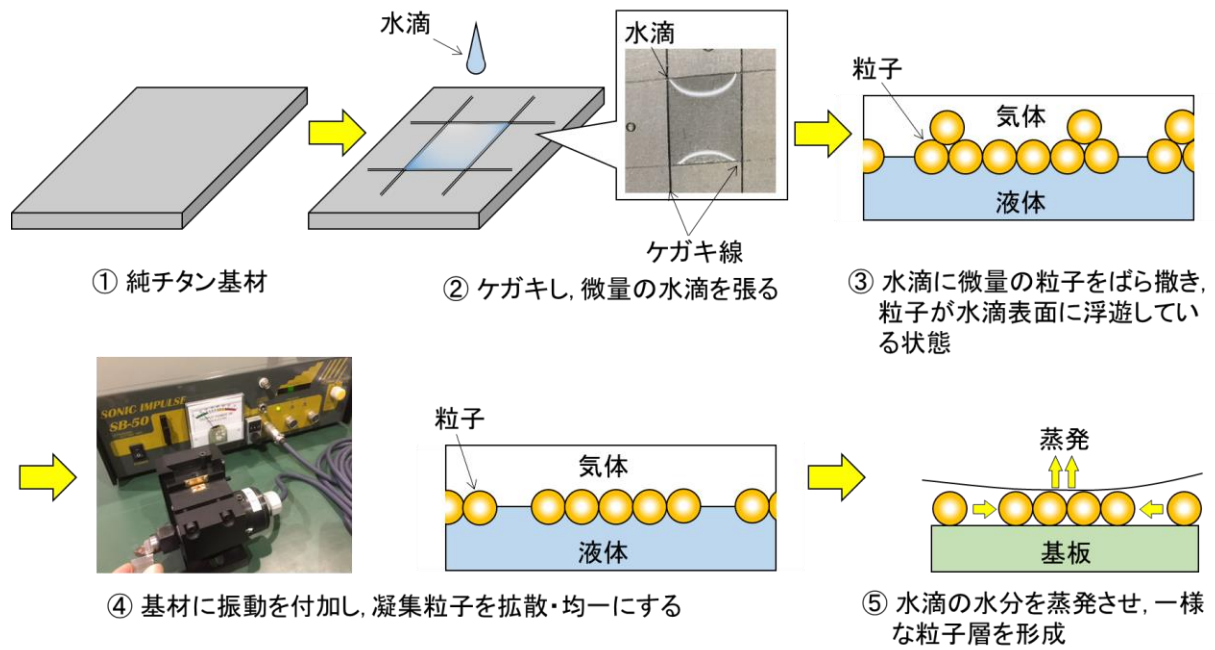 水滴
水滴
ケガキ線
粒子
気体
液体
① 純チタン基材
② ケガキし, 微量の水滴を張る
③ 水滴に微量の粒子をばら撒き,
粒子が水滴表面に浮遊してい
る状態
SONIC IMPULSE
SB-50
粒子
気体
液体
蒸発
基板
④ 基材に振動を付加し, 凝集粒子を拡散・均一にする
⑤ 水滴の水分を蒸発させ, 一様
な粒子層を形成